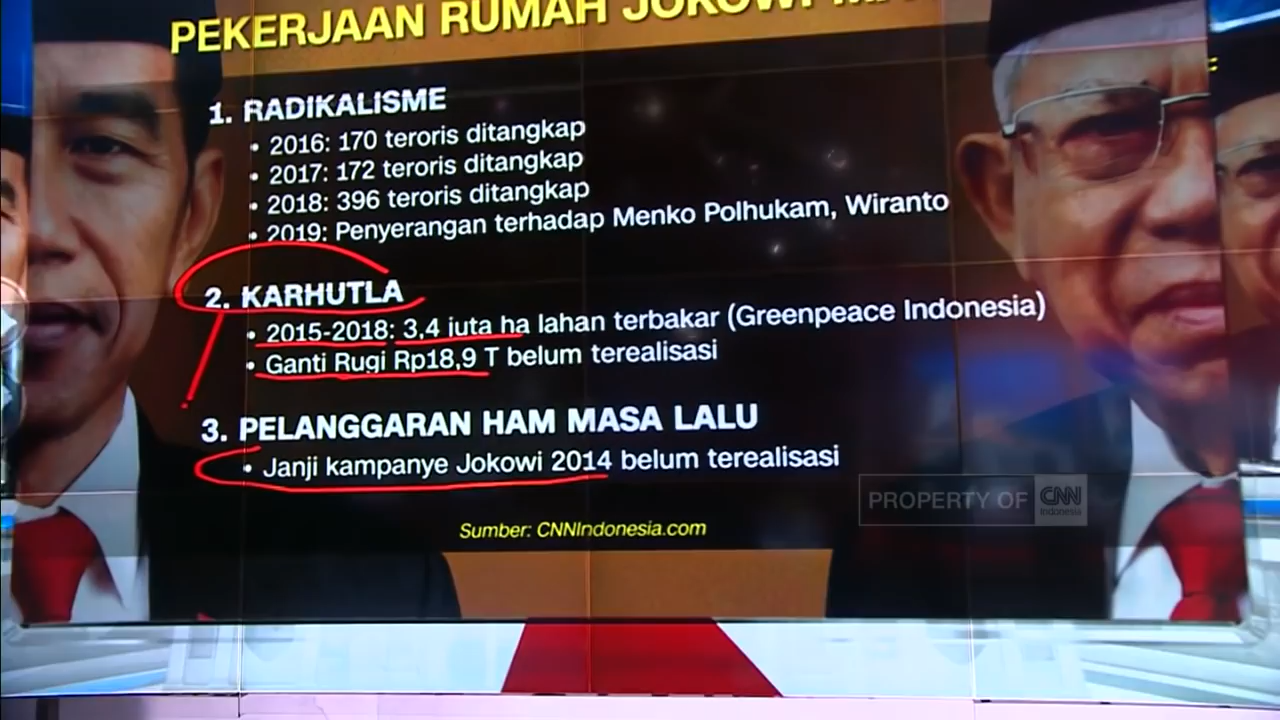 PEKERJAAN RUMAH JOKOWI-
1. RADIKALISME
• 2016: 170 teroris ditangkap
• 2017: 172 teroris ditangkap
• 2018: 396 teroris ditangkap
• 2019: Penyerangan terhadap Menko Polhukam, Wiranto
2. KARHUTLA
• 2015-2018: 3,4 juta ha lahan terbakar (Greenpeace Indonesia)
• Ganti Rugi Rp18,9 T belum terealisasi
3. PELANGGARAN HAM MASA LALU
• Janji kampanye Jokowi 2014 belum terealisasi
PROPERTY OF CNN Indonesia
Sumber: CNNIndonesia.com